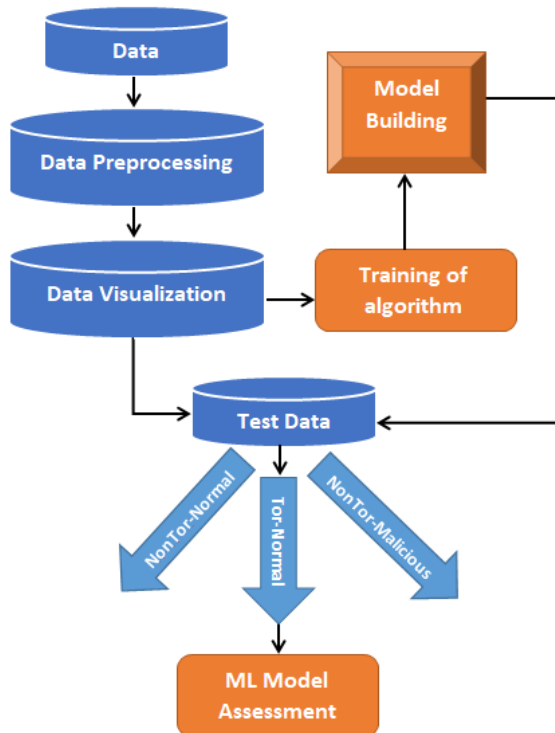 Data
Model
Building
Data Preprocessing
Data Visualization
Training of
algorithm
Test Data
NonTor-Normal
Tor-Normal
NonTor-Malicious
ML Model
Assessment